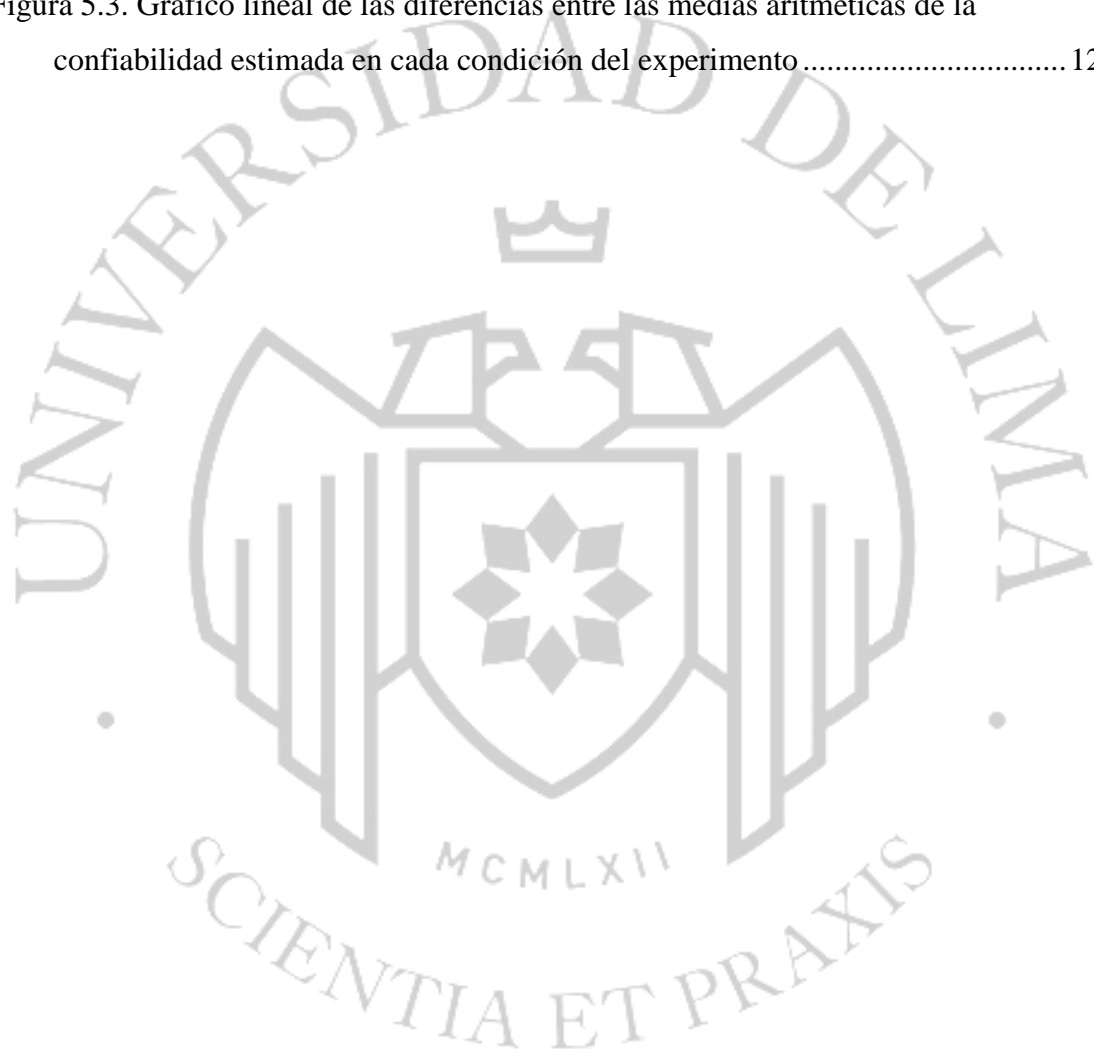 Figura 5.3. Gráfico lineal de las diferencias entre las medias aritméticas de la
confiabilidad estimada en cada condición del experimento ................................. 12
UNIVERSIDAD DE LIMA
MCMLXII
SCIENTIA ET PRAXIS